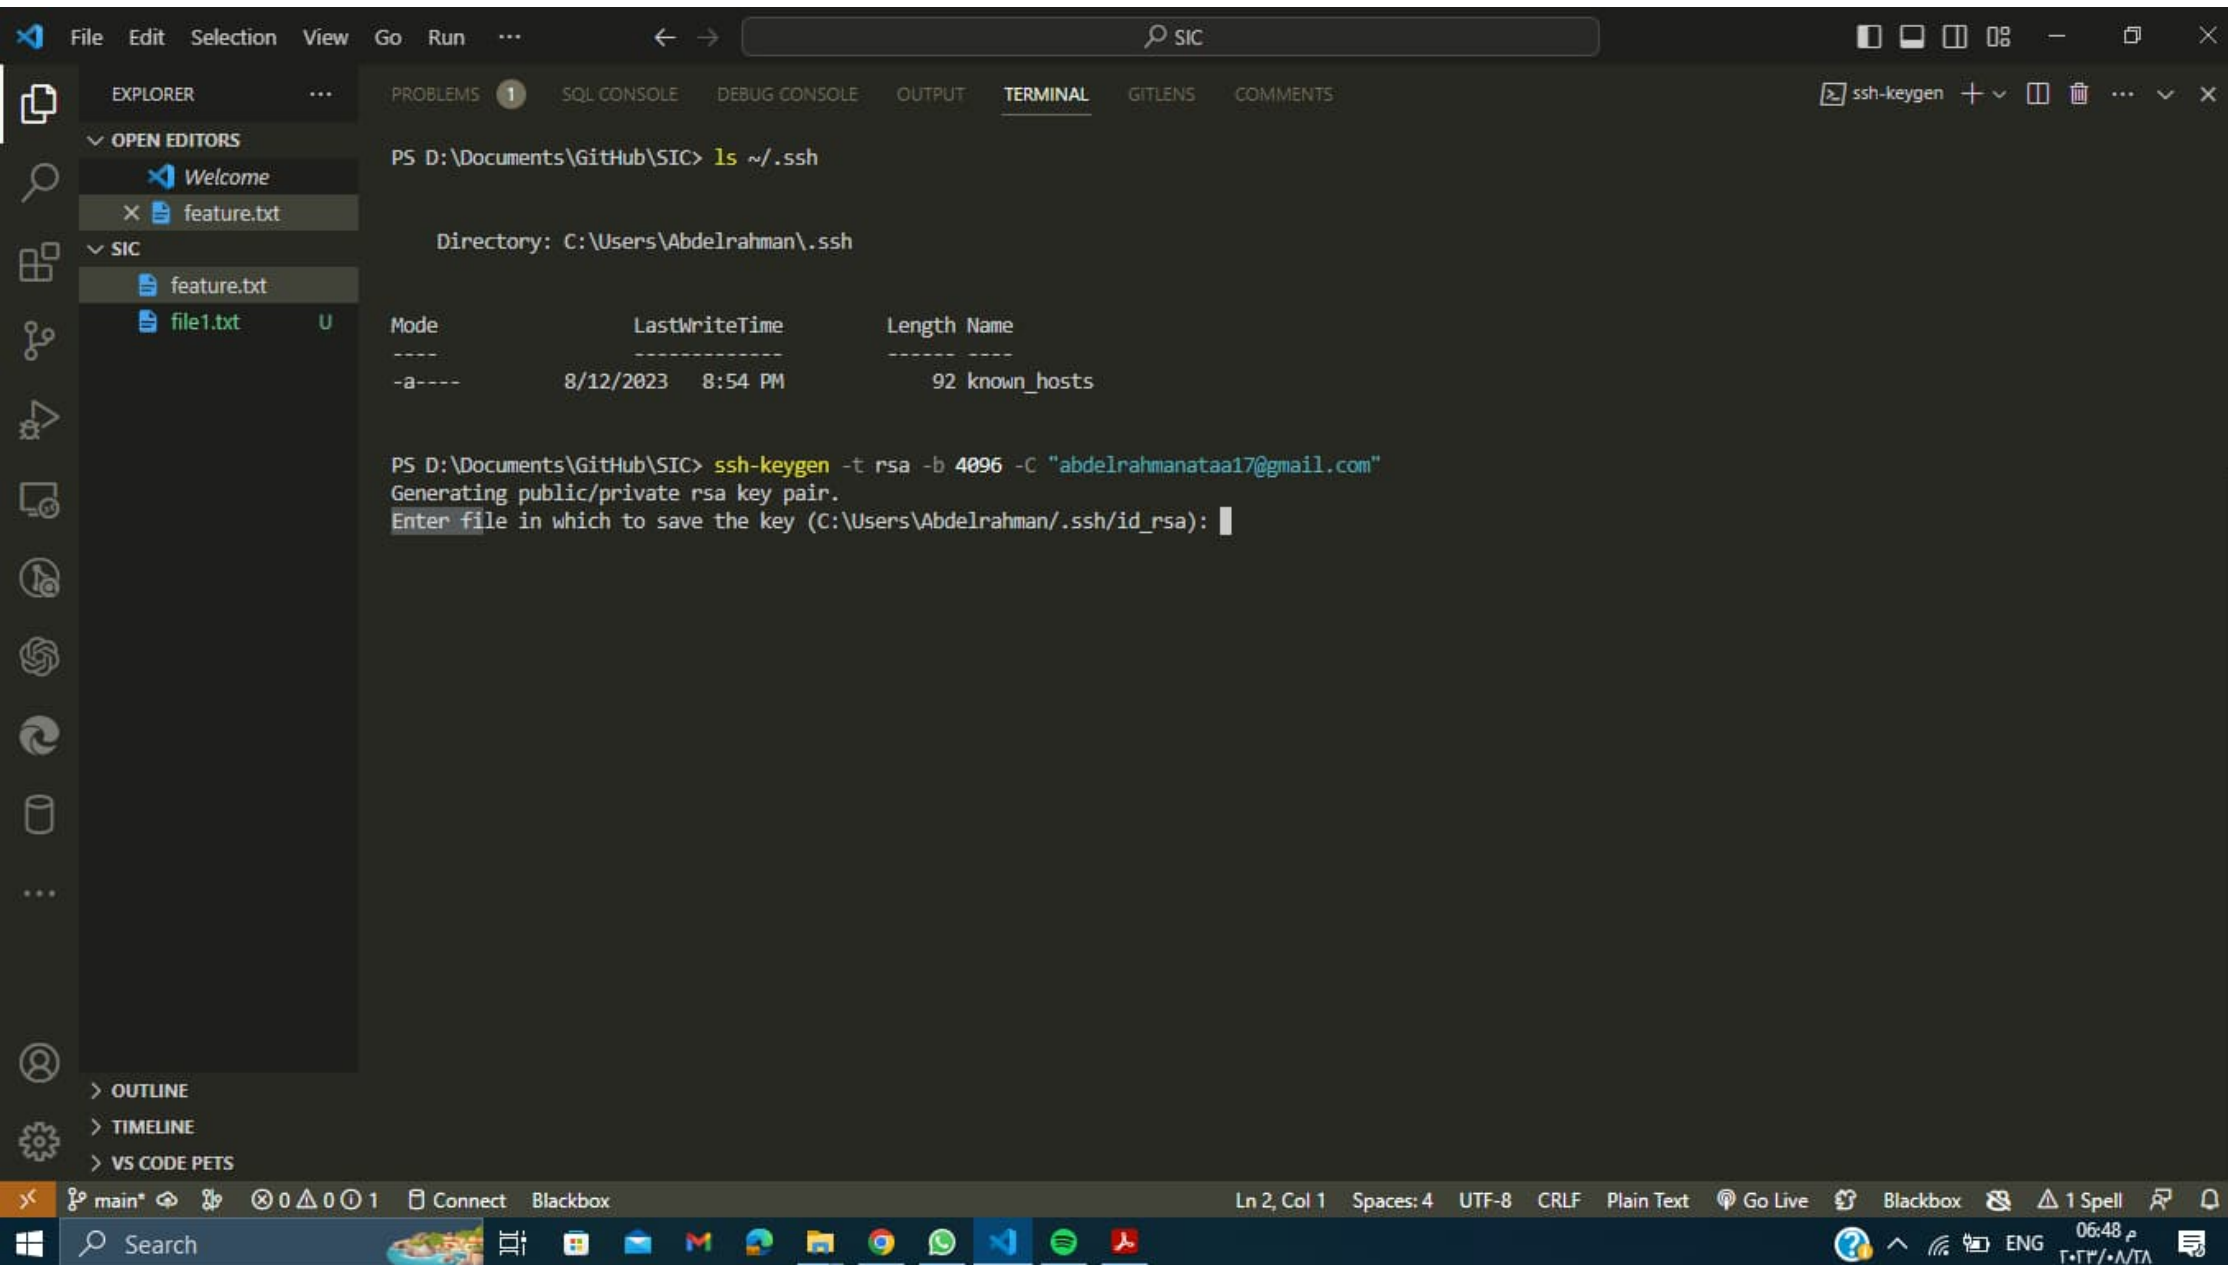 File Edit Selection View Go Run ··· ← → SIC
EXPLORER ···
OPEN EDITORS
Welcome
feature.txt
SIC
feature.txt
file1.txt U
OUTLINE
TIMELINE
VS CODE PETS
PROBLEMS 1 SQL CONSOLE DEBUG CONSOLE OUTPUT TERMINAL GITLENS COMMENTS ssh-keygen
PS D:\Documents\GitHub\SIC> ls ~/.ssh
Directory: C:\Users\Abdelrahman\.ssh
Mode LastWriteTime Length Name
---- ------------- ------ ----
-a---- 8/12/2023 8:54 PM 92 known_hosts
PS D:\Documents\GitHub\SIC> ssh-keygen -t rsa -b 4096 -C "abdelrahmanataa17@gmail.com"
Generating public/private rsa key pair.
Enter file in which to save the key (C:\Users\Abdelrahman/.ssh/id_rsa):
main* 0 0 1 Connect Blackbox Ln 2, Col 1 Spaces: 4 UTF-8 CRLF Plain Text Go Live Blackbox 1 Spell
Search ENG 06:48 م
٢٠٢٣/٠٨/٢٨